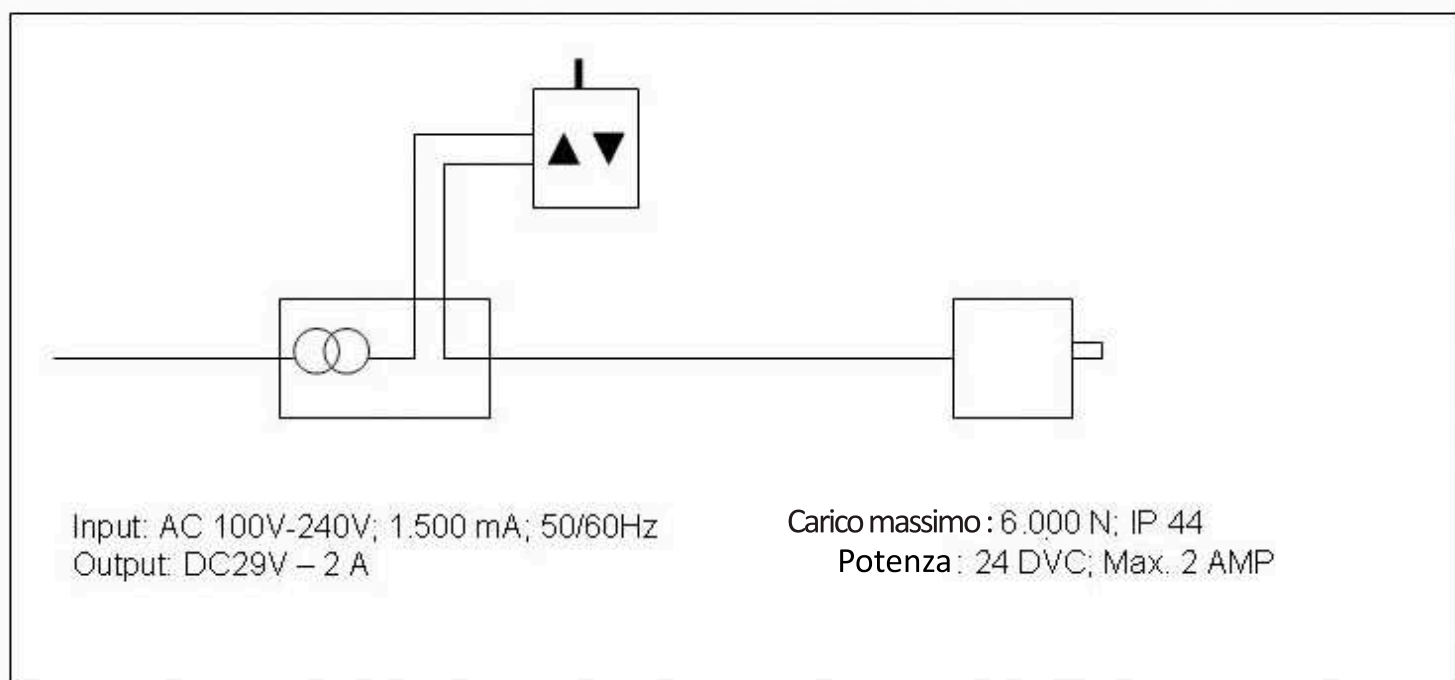 Input: AC 100V-240V; 1.500 mA; 50/60Hz
Output: DC29V – 2 A
Carico massimo : 6.000 N; IP 44
Potenza : 24 DVC; Max. 2 AMP